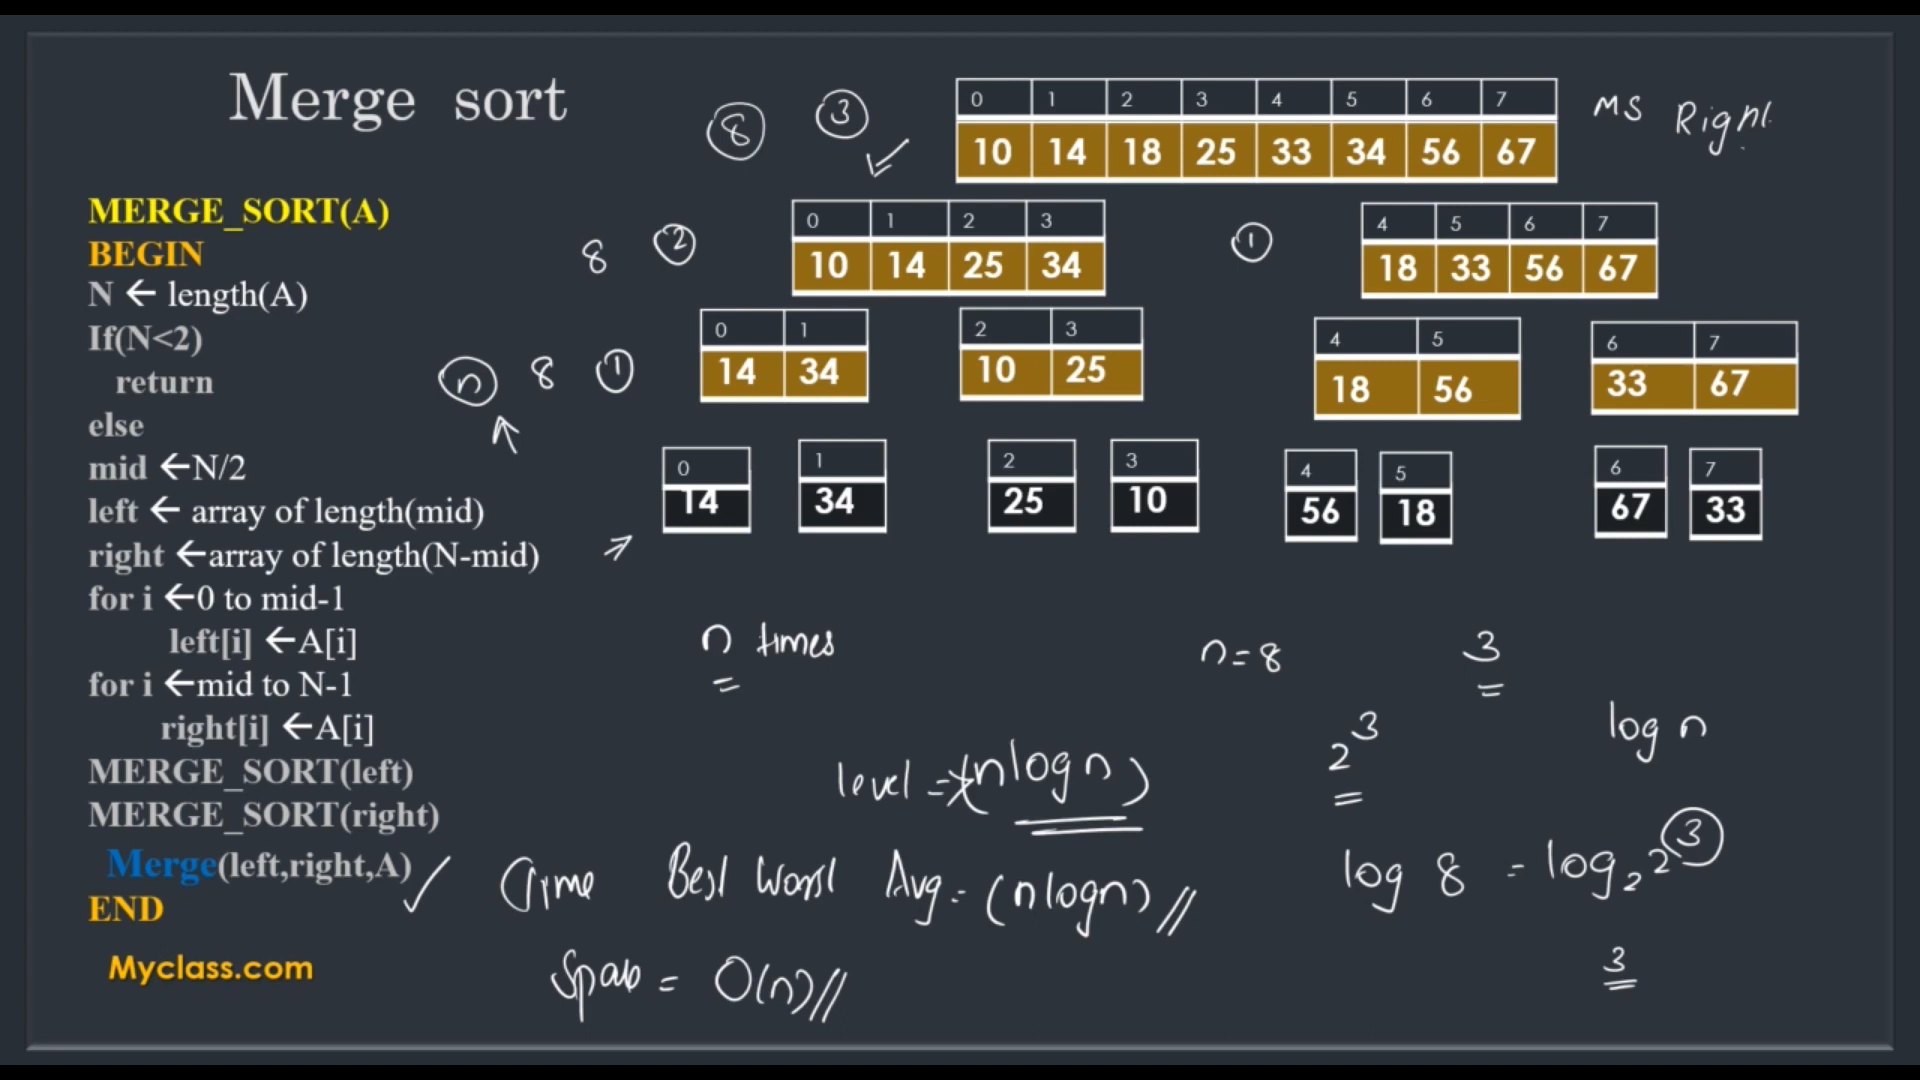 Merge sort
MERGE_SORT(A)
BEGIN
N ← length(A)
If(N<2)
return
else
mid ←N/2
left ← array of length(mid)
right ←array of length(N-mid)
for i ←0 to mid-1
left[i] ←A[i]
for i ←mid to N-1
right[i] ←A[i]
MERGE_SORT(left)
MERGE_SORT(right)
Merge(left,right,A)
END
Myclass.com
8 3
0 1 2 3 4 5 6 7
10 14 18 25 33 34 56 67
MS Right
8 2
0 1 2 3
10 14 25 34
1
4 5 6 7
18 33 56 67
n 8 1
0 1
14 34
2 3
10 25
4 5
18 56
6 7
33 67
0 1 2 3 4 5 6 7
14 34 25 10 56 18 67 33
n times
n=8
3
2³
log n
level = (n log n)
log 8 = log₂ 2³
3
Time Best Worst Avg = (n log n) //
Space = O(n) //